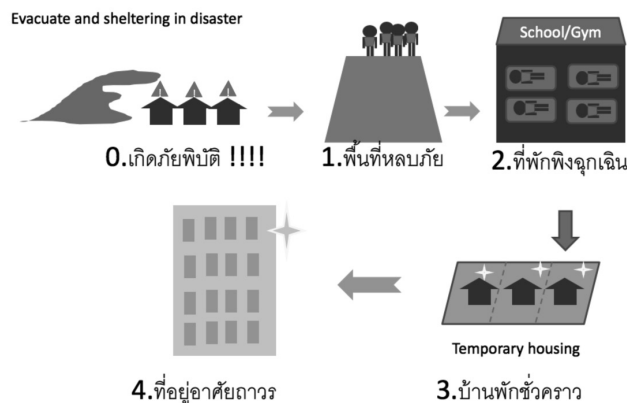 Evacuate and sheltering in disaster
School/Gym
0.เกิดภัยพิบัติ !!!!
1.พื้นที่หลบภัย
2.ที่พักพิงฉุกเฉิน
Temporary housing
3.บ้านพักชั่วคราว
4.ที่อยู่อาศัยถาวร